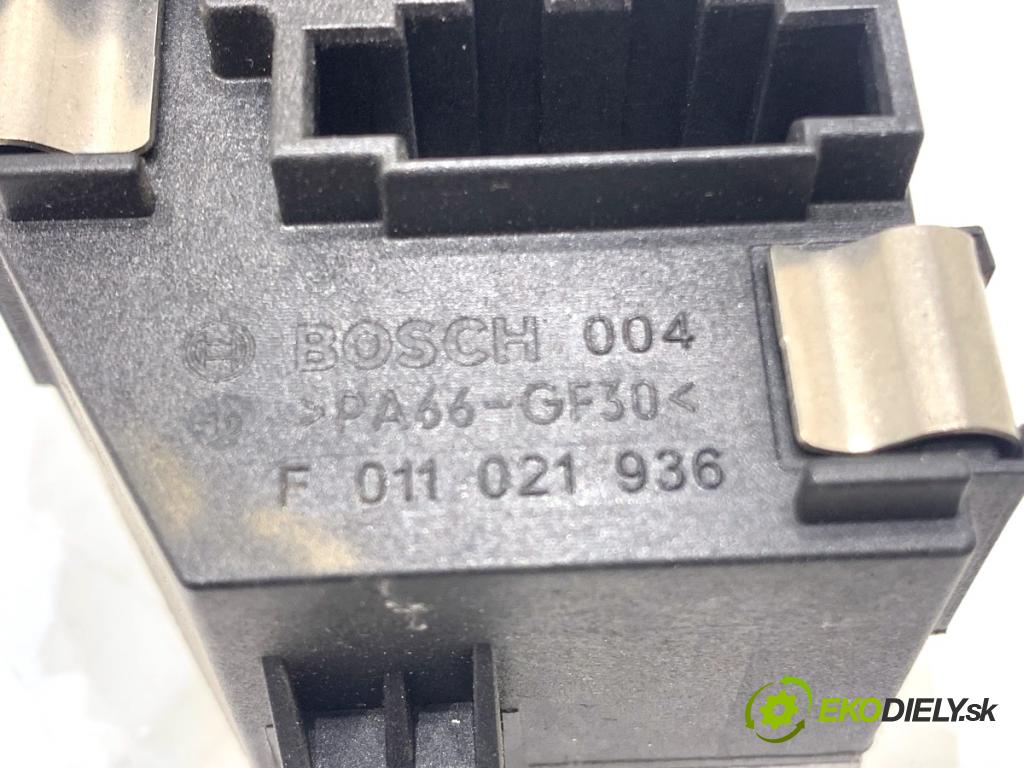 BOSCH 004
>PA66-GF30<
F 011 021 936
EKODIELY.sk